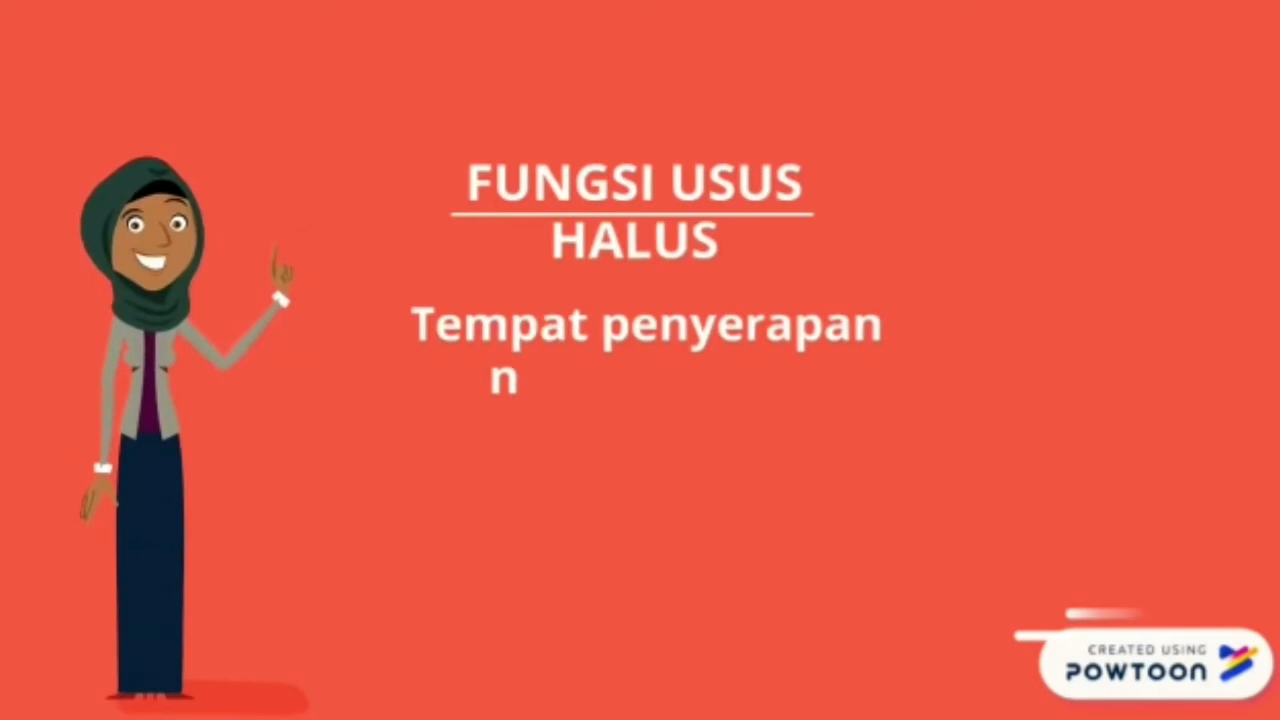 FUNGSI USUS
HALUS
Tempat penyerapan
n
CREATED USING
POWTOON